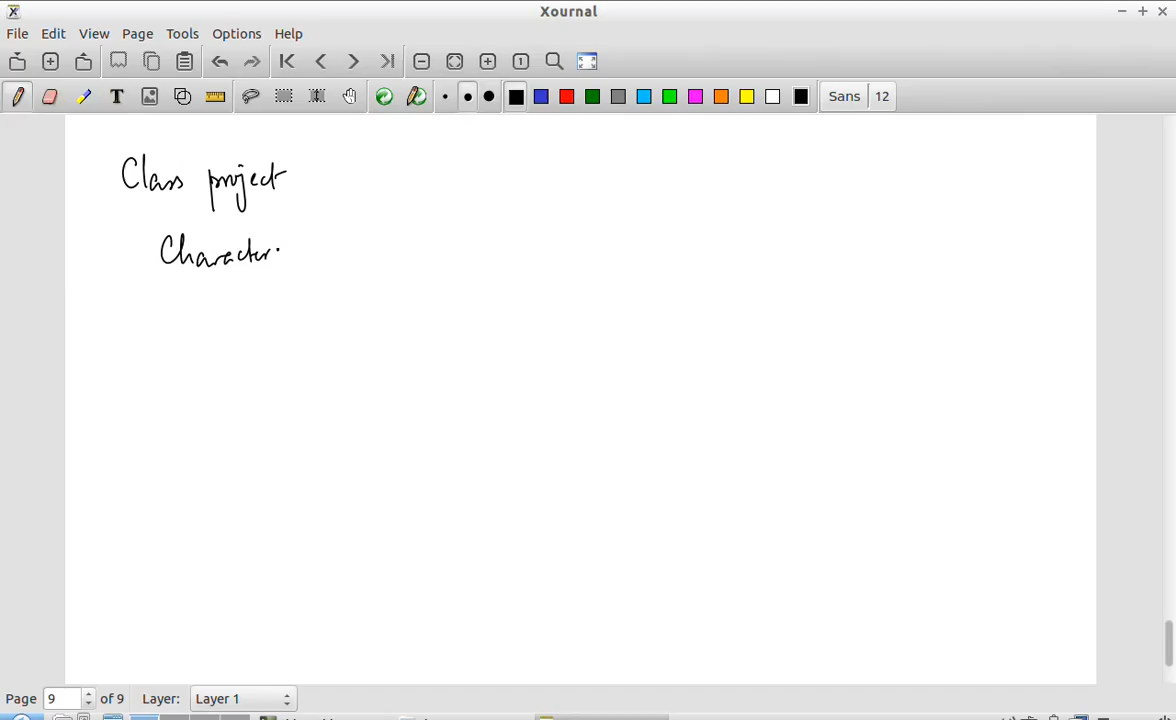 Xournal
File Edit View Page Tools Options Help
Sans 12
Class project
Character.
Page 9 of 9 Layer: Layer 1